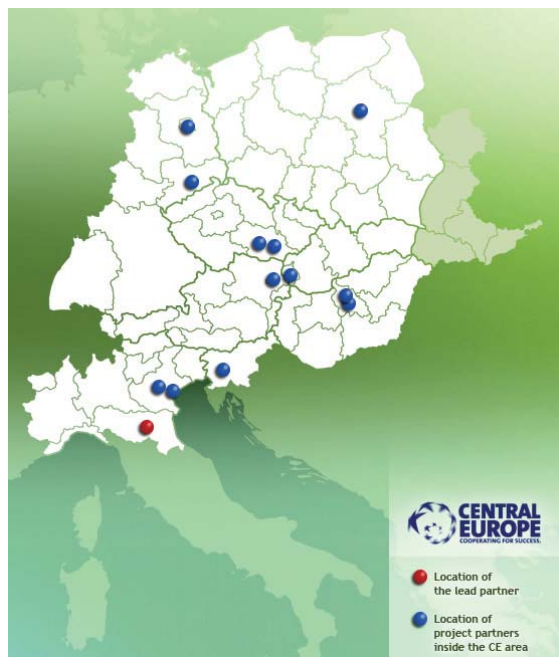 CENTRAL
EUROPE
COOPERATING FOR SUCCESS.
Location of
the lead partner
Location of
project partners
inside the CE area